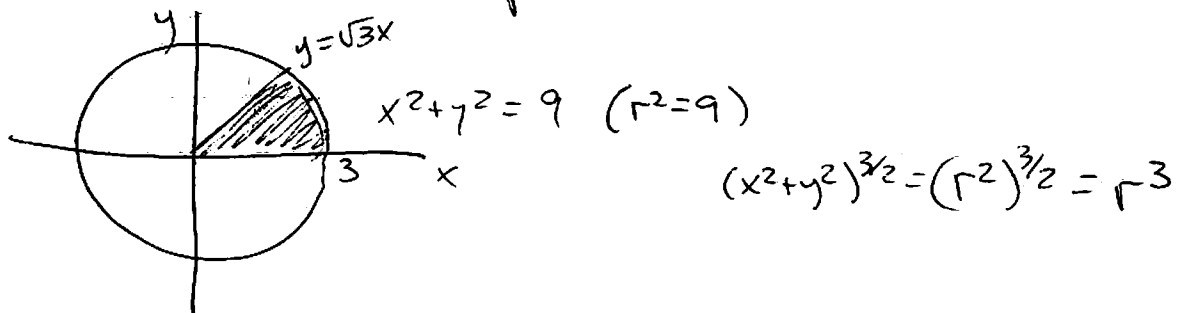 y
y=√3x
x²+y² = 9 (r²=9)
3
x
(x²+y²)^{3/2} = (r²)^{3/2} = r³